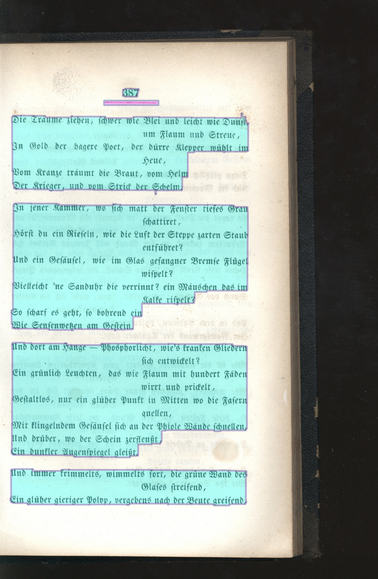 387
Die Träume ziehen, schwer wie Blei und leicht wie Dunst,
um Flaum und Streue,
In Gold der hagere Poet, der dürre Klepper wühlt im
Heue,
Vom Kranze träumt die Braut, vom Helm
Der Krieger, und vom Strick der Schelm.
In jener Kammer, wo sich matt der Fenster tiefes Grau
schattiret,
Hörst du ein Rieseln, wie die Luft der Steppe zarten Staub
entführet?
Und ein Gesäusel, wie im Glas gefangner Bremse Flügel
wispelt?
Vielleicht 'ne Sanduhr die verrinnt? ein Mäuschen das im
Kalke rispelt?
So scharf es geht, so bohrend ein
Wie Sensenwetzen am Gestein.
Und dort am Hange — Phosphorlicht, wie's kranken Gliedern
sich entwickelt?
Ein grünlich Leuchten, das wie Flaum mit hundert Fäden
wirrt und prickelt,
Gestaltlos, nur ein glüher Punkt in Mitten wo die Fasern
quellen,
Mit klingelndem Gesäusel sich an der Phiole Wände schnellen,
Und drüber, wo der Schein zerfleußt,
Ein dunkler Augenspiegel gleißt.
Und immer krimmelts, wimmelts fort, die grüne Wand des
Glases streifend,
Ein glüher gieriger Polyp, vergebens nach der Beute greifend,